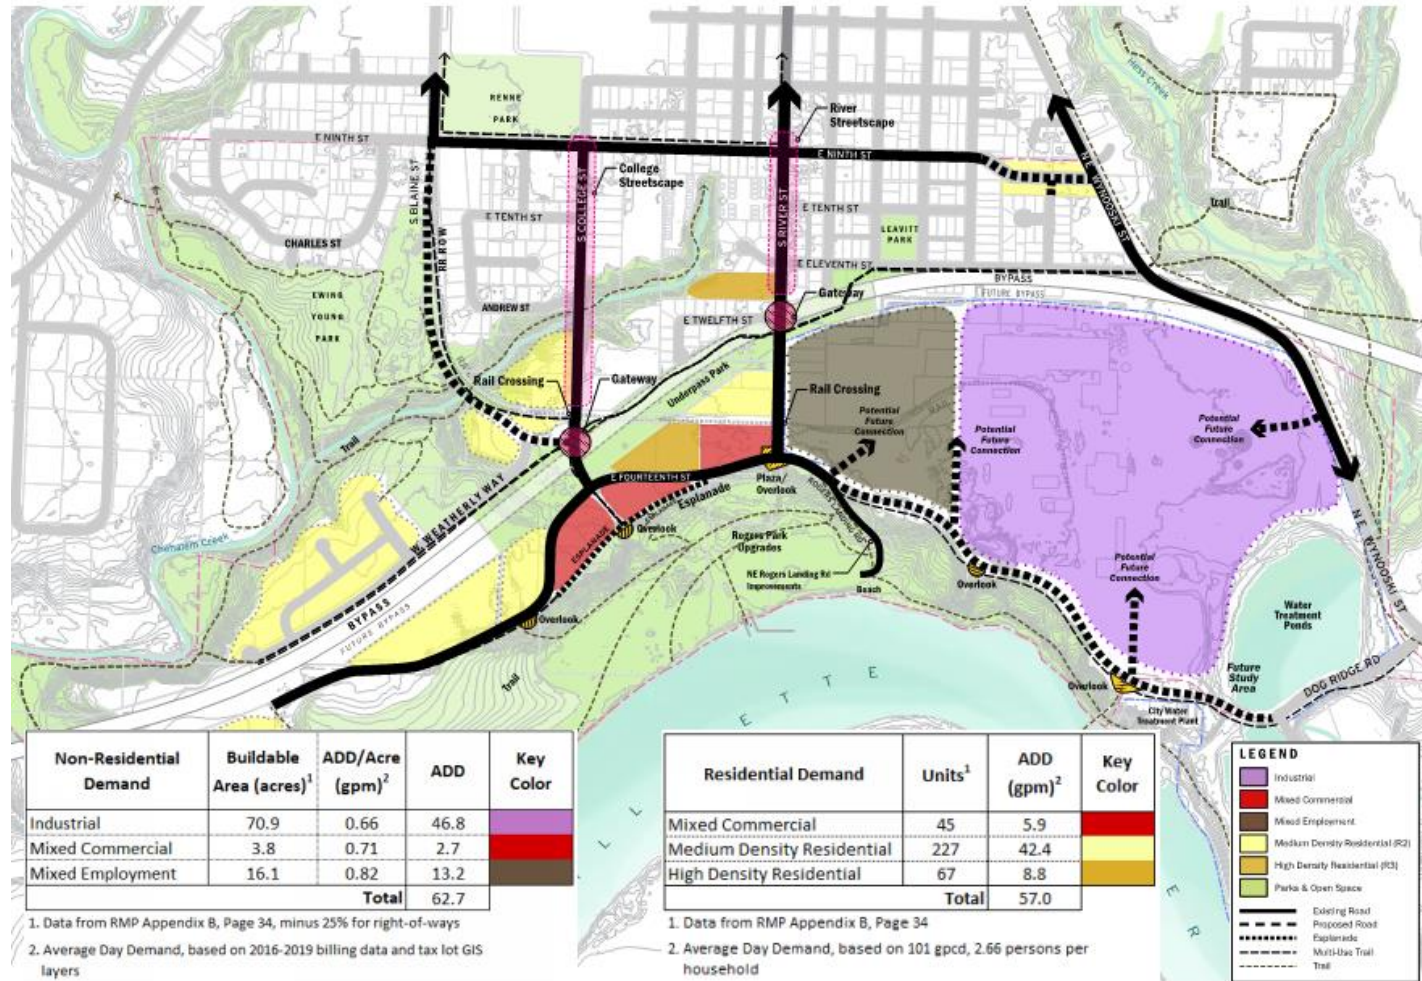 Hess Creek
RENNE
PARK
River
Streetscape
E NINTH ST
E NINTH ST
College
Streetscape
S BLAINE ST
S COLLEGE ST
S RIVER ST
N E WYNOOSKI ST
E TENTH ST
E TENTH ST
Trail
CHARLES ST
RR ROW
LEAVITT
PARK
E ELEVENTH ST
BYPASS
FUTURE BYPASS
EWING
YOUNG
PARK
ANDREW ST
Gateway
E TWELFTH ST
Underpass Park
Rail Crossing
Gateway
Rail Crossing
Potential
Future
Connection
Potential
Future
Connection
Potential
Future
Connection
Trail
E FOURTEENTH ST
Plaza/
Overlook
Esplanade
ROGERS LANDING RD
W WEATHERLY WAY
Overlook
ESPLANADE
Rogers Park
Upgrades
Chehalem Creek
NE Rogers Landing Rd
Improvements
Beach
Overlook
Potential
Future
Connection
N E WYNOOSKI ST
BYPASS
FUTURE BYPASS
Overlook
Water
Treatment
Ponds
Trail
Future
Study
Area
Overlook
DOG RIDGE RD
City Water
Treatment Plant
L L E T T E
E R
Non-Residential Demand Buildable Area (acres)1 ADD/Acre (gpm)2 ADD Key Color
Industrial 70.9 0.66 46.8
Mixed Commercial 3.8 0.71 2.7
Mixed Employment 16.1 0.82 13.2
Total 62.7
1. Data from RMP Appendix B, Page 34, minus 25% for right-of-ways
2. Average Day Demand, based on 2016-2019 billing data and tax lot GIS
layers
Residential Demand Units1 ADD (gpm)2 Key Color
Mixed Commercial 45 5.9
Medium Density Residential 227 42.4
High Density Residential 67 8.8
Total 57.0
1. Data from RMP Appendix B, Page 34
2. Average Day Demand, based on 101 gpcd, 2.66 persons per
household
LEGEND
Industrial
Mixed Commercial
Mixed Employment
Medium Density Residential (R2)
High Density Residential (R3)
Parks & Open Space
Existing Road
Proposed Road
Esplanade
Multi-Use Trail
Trail